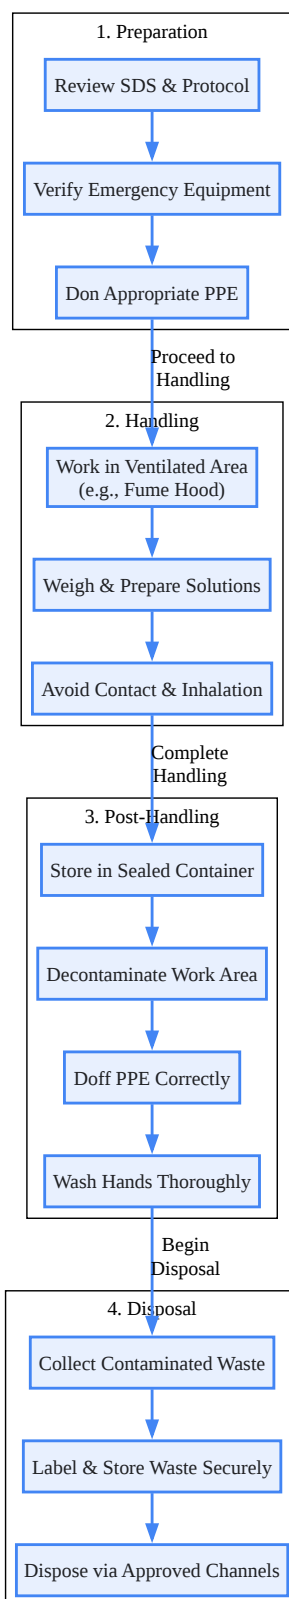 1. Preparation
Review SDS & Protocol
Verify Emergency Equipment
Don Appropriate PPE
Proceed to
Handling
2. Handling
Work in Ventilated Area
(e.g., Fume Hood)
Weigh & Prepare Solutions
Avoid Contact & Inhalation
Complete
Handling
3. Post-Handling
Store in Sealed Container
Decontaminate Work Area
Doff PPE Correctly
Wash Hands Thoroughly
Begin
Disposal
4. Disposal
Collect Contaminated Waste
Label & Store Waste Securely
Dispose via Approved Channels